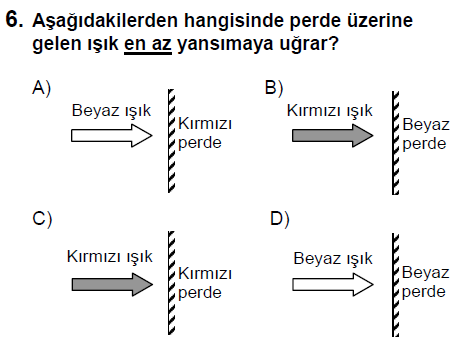 6. Aşağıdakilerden hangisinde perde üzerine
gelen ışık en az yansımaya uğrar?
A)
Beyaz ışık
Kırmızı
perde
B)
Kırmızı ışık
Beyaz
perde
C)
Kırmızı ışık
Kırmızı
perde
D)
Beyaz ışık
Beyaz
perde